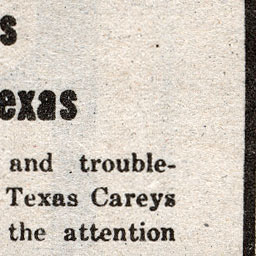 s
exas
and trouble-
Texas Careys
the attention